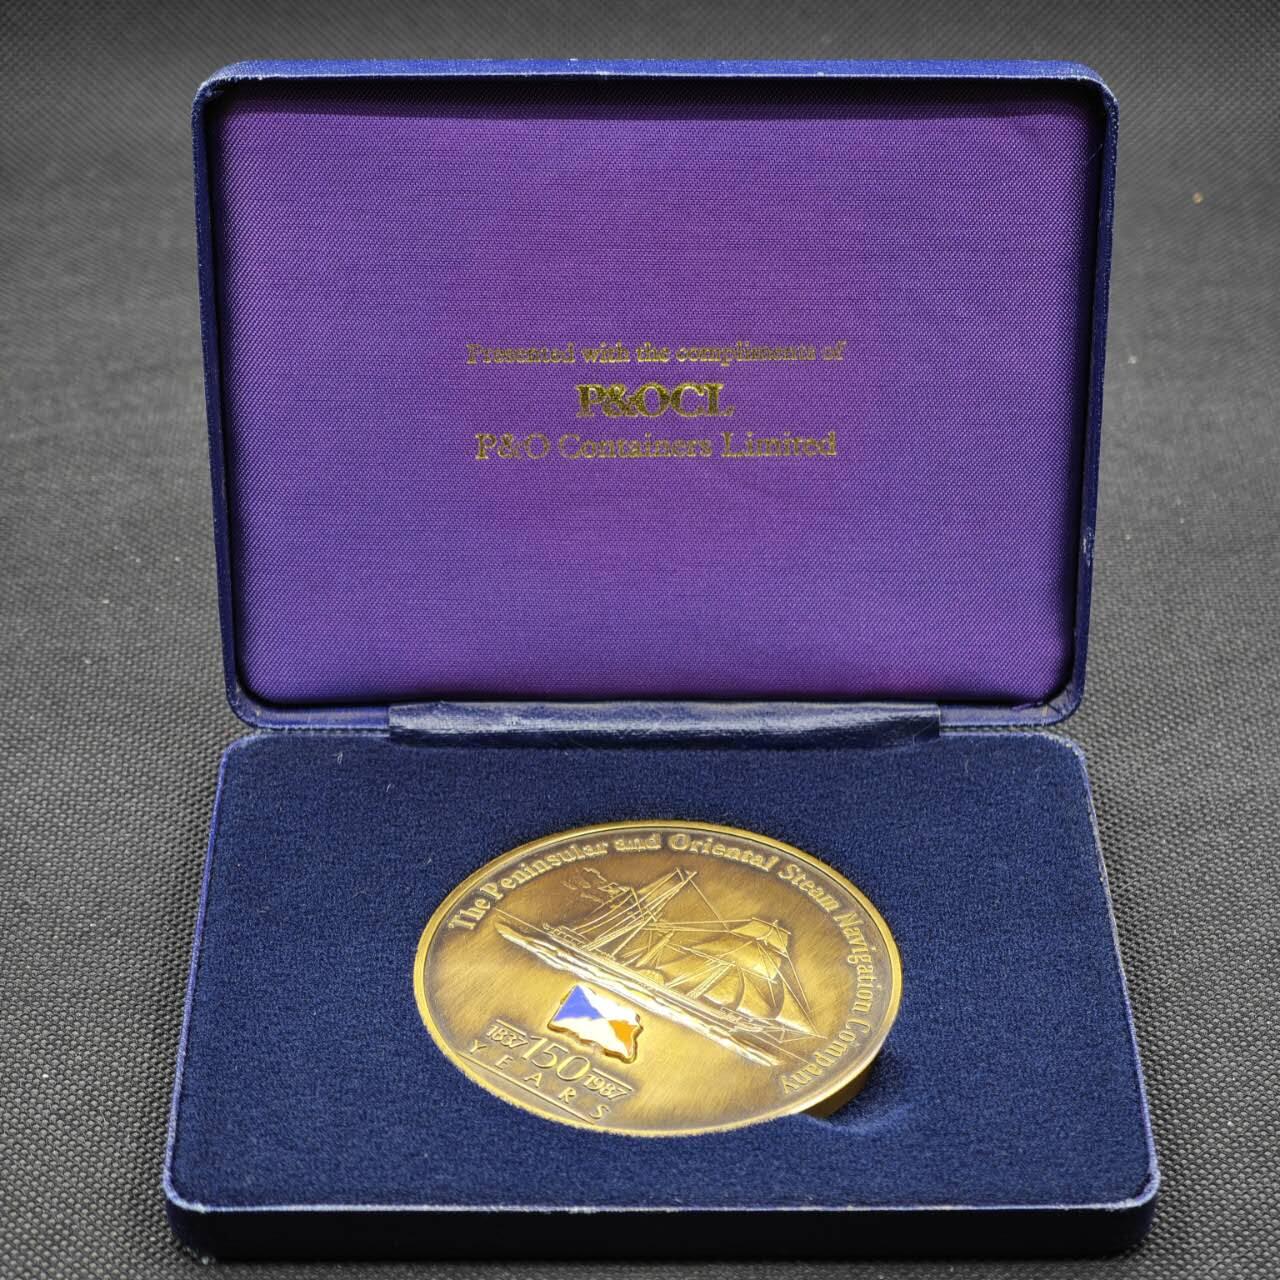 Presented with the compliments of
P&OCL
P&O Containers Limited
The Peninsular and Oriental Steam Navigation Company
1837 150 1987
YEARS